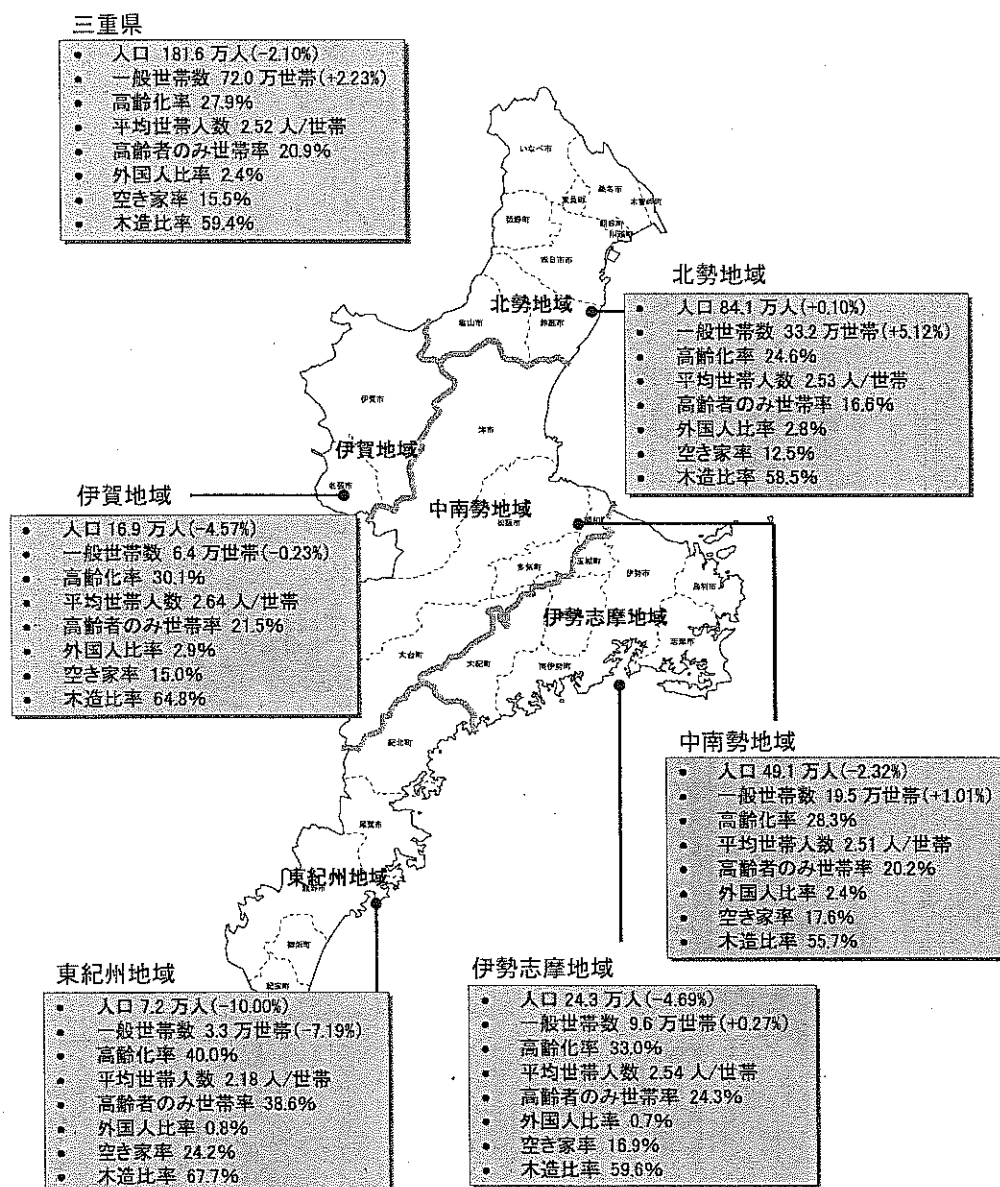 三重県
• 人口 181.6 万人(-2.10%)
• 一般世帯数 72.0 万世帯(+2.23%)
• 高齢化率 27.9%
• 平均世帯人数 2.52 人/世帯
• 高齢者のみ世帯率 20.9%
• 外国人比率 2.4%
• 空き家率 15.5%
• 木造比率 59.4%
いなべ市
桑名市
東員町
木曽岬町
菰野町
朝日町
川越町
四日市市
北勢地域
亀山市
鈴鹿市
北勢地域
• 人口 84.1 万人(+0.10%)
• 一般世帯数 33.2 万世帯(+5.12%)
• 高齢化率 24.6%
• 平均世帯人数 2.53 人/世帯
• 高齢者のみ世帯率 16.6%
• 外国人比率 2.8%
• 空き家率 12.5%
• 木造比率 58.5%
伊賀市
津市
伊賀地域
名張市
中南勢地域
松阪市
明和町
多気町
玉城町
伊勢市
鳥羽市
伊勢志摩地域
志摩市
大台町
大紀町
南伊勢町
伊賀地域
• 人口 16.9 万人(-4.57%)
• 一般世帯数 6.4 万世帯(-0.23%)
• 高齢化率 30.1%
• 平均世帯人数 2.64 人/世帯
• 高齢者のみ世帯率 21.5%
• 外国人比率 2.9%
• 空き家率 15.0%
• 木造比率 64.8%
紀北町
尾鷲市
東紀州地域
熊野市
御浜町
紀宝町
中南勢地域
• 人口 49.1 万人(-2.32%)
• 一般世帯数 19.5 万世帯(+1.01%)
• 高齢化率 28.3%
• 平均世帯人数 2.51 人/世帯
• 高齢者のみ世帯率 20.2%
• 外国人比率 2.4%
• 空き家率 17.6%
• 木造比率 55.7%
東紀州地域
• 人口 7.2 万人(-10.00%)
• 一般世帯数 3.3 万世帯(-7.19%)
• 高齢化率 40.0%
• 平均世帯人数 2.18 人/世帯
• 高齢者のみ世帯率 38.6%
• 外国人比率 0.8%
• 空き家率 24.2%
• 木造比率 67.7%
伊勢志摩地域
• 人口 24.3 万人(-4.69%)
• 一般世帯数 9.6 万世帯(+0.27%)
• 高齢化率 33.0%
• 平均世帯人数 2.54 人/世帯
• 高齢者のみ世帯率 24.3%
• 外国人比率 0.7%
• 空き家率 16.9%
• 木造比率 59.6%